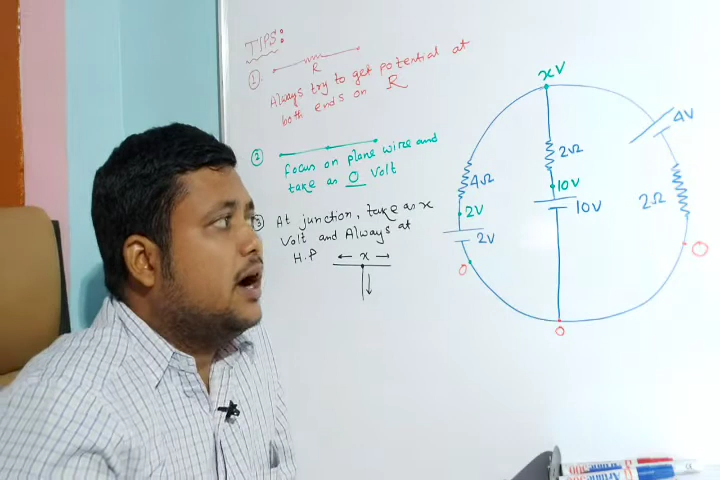 TIPS:
① R
Always try to get potential at
both ends on R
② focus on plane wire and
take as 0 Volt
③ At junction, take as x
Volt and Always at
H.P ← x →
xV
4V
2Ω
4Ω
10V
2Ω
2V
10V
2V
0
0
0
Artline